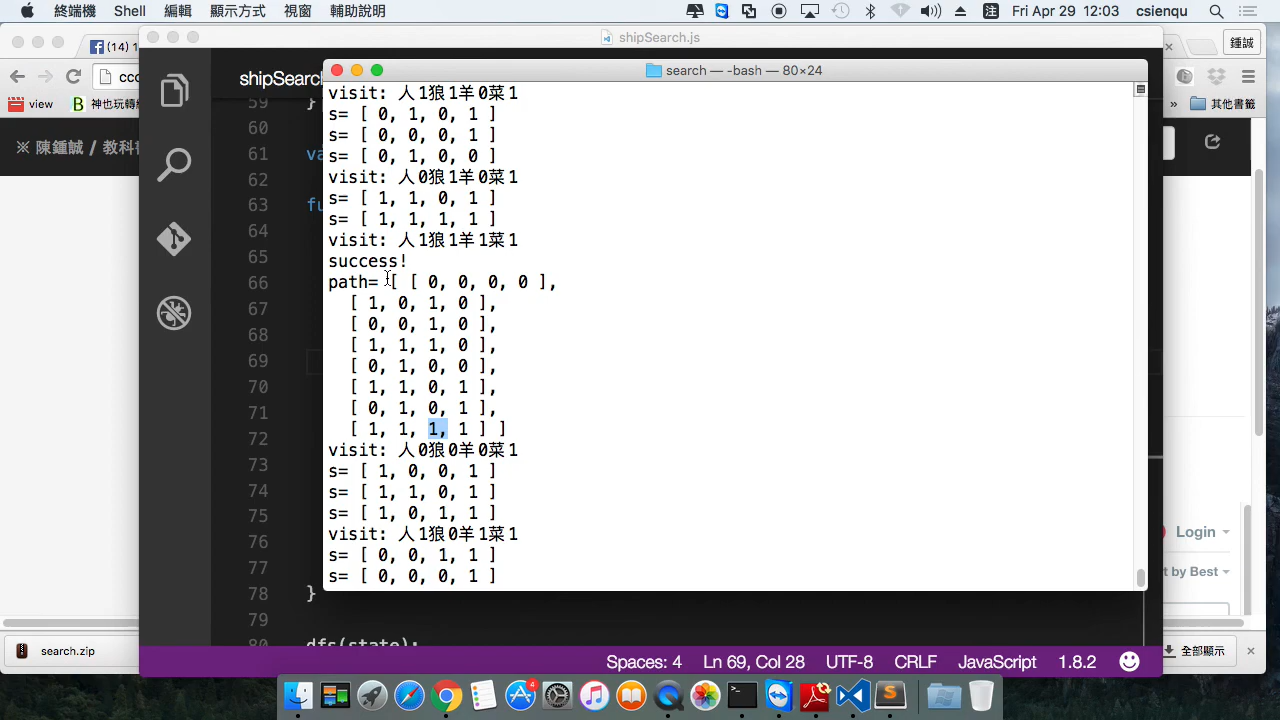 終端機 Shell 編輯 顯示方式 視窗 輔助說明 Fri Apr 29 12:03 csienqu
shipSearch.js
(14) 1 鍾誠
ccc
view 神也玩轉 » 其他書籤
shipSearch
※ 陳鍾誠 / 教科書
search — -bash — 80×24
visit: 人1狼1羊0菜1
s= [ 0, 1, 0, 1 ]
s= [ 0, 0, 0, 1 ]
s= [ 0, 1, 0, 0 ]
visit: 人0狼1羊0菜1
s= [ 1, 1, 0, 1 ]
s= [ 1, 1, 1, 1 ]
visit: 人1狼1羊1菜1
success!
path= [ [ 0, 0, 0, 0 ],
[ 1, 0, 1, 0 ],
[ 0, 0, 1, 0 ],
[ 1, 1, 1, 0 ],
[ 0, 1, 0, 0 ],
[ 1, 1, 0, 1 ],
[ 0, 1, 0, 1 ],
[ 1, 1, 1, 1 ] ]
visit: 人0狼0羊0菜1
s= [ 1, 0, 0, 1 ]
s= [ 1, 1, 0, 1 ]
s= [ 1, 0, 1, 1 ]
visit: 人1狼0羊1菜1
s= [ 0, 0, 1, 1 ]
s= [ 0, 0, 0, 1 ]
59 }
60
61 va
62
63 fu
64
65
66
67
68
69
70
71
72
73
74
75
76
77
78 }
79
80 dfs(state);
Login
t by Best
search.zip 全部顯示
Spaces: 4 Ln 69, Col 28 UTF-8 CRLF JavaScript 1.8.2
4